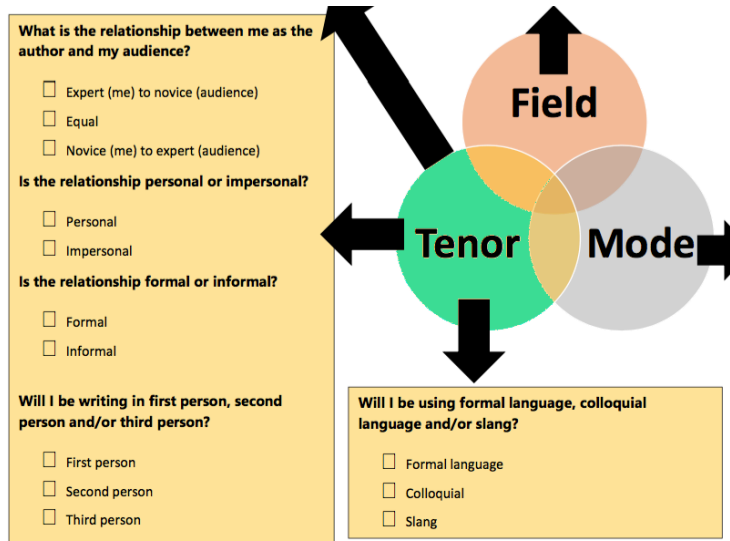 What is the relationship between me as the
author and my audience?
Expert (me) to novice (audience)
Equal
Novice (me) to expert (audience)
Is the relationship personal or impersonal?
Personal
Impersonal
Is the relationship formal or informal?
Formal
Informal
Will I be writing in first person, second
person and/or third person?
First person
Second person
Third person
Field
Tenor
Mode
Will I be using formal language, colloquial
language and/or slang?
Formal language
Colloquial
Slang